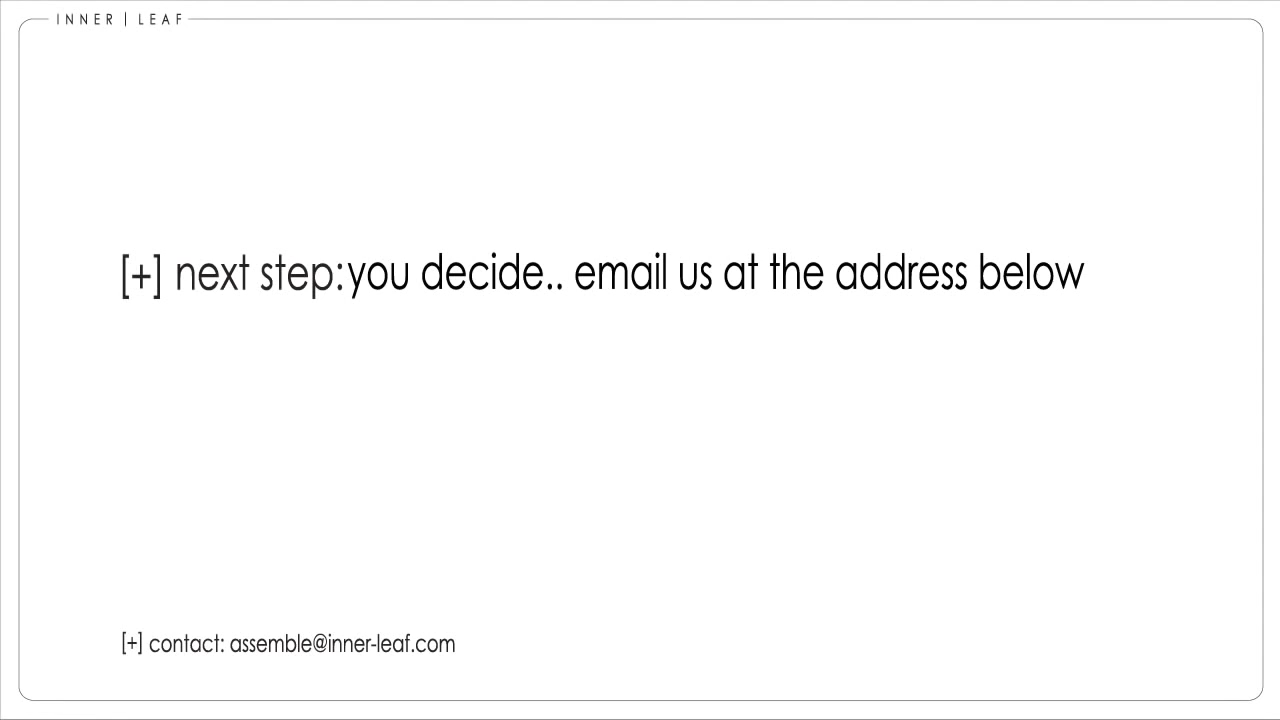 INNER | LEAF
[+] next step:you decide.. email us at the address below
[+] contact: assemble@inner-leaf.com